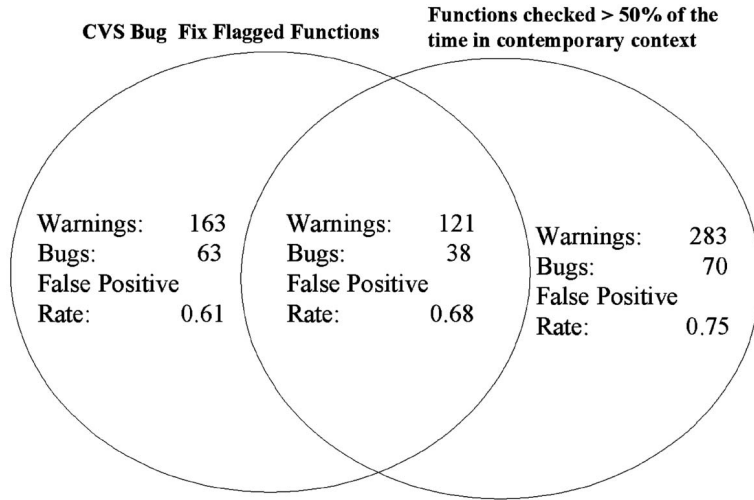 CVS Bug Fix Flagged Functions
Functions checked > 50% of the
time in contemporary context
Warnings: 163
Bugs: 63
False Positive
Rate: 0.61
Warnings: 121
Bugs: 38
False Positive
Rate: 0.68
Warnings: 283
Bugs: 70
False Positive
Rate: 0.75